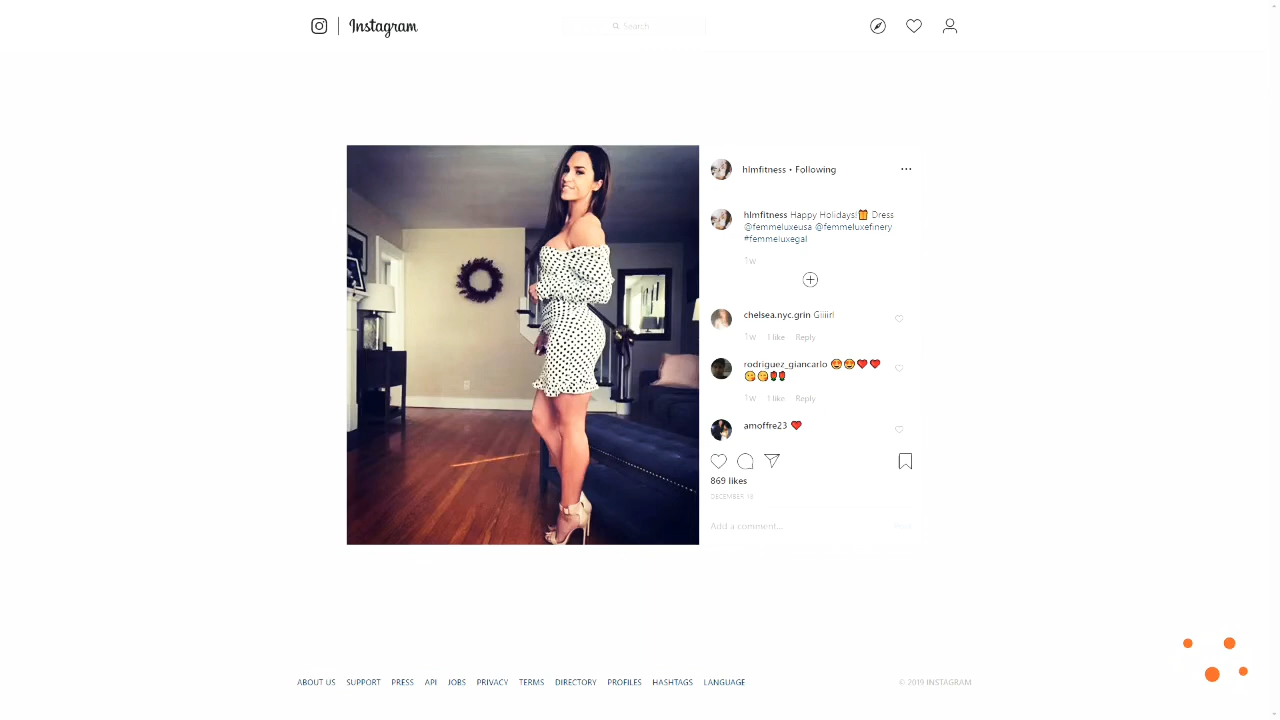 Instagram
Search
hlmfitness • Following
hlmfitness Happy Holidays!🎁 Dress
@femmeluxeusa @femmeluxefinery
#femmeluxegal
1w
chelsea.nyc.grin Giiiirl
1w 1 like Reply
rodriguez_giancarlo 😍😍❤️❤️
😋😋🌹🌹
1w 1 like Reply
amoffre23 ❤️
869 likes
Add a comment...
ABOUT US SUPPORT PRESS API JOBS PRIVACY TERMS DIRECTORY PROFILES HASHTAGS LANGUAGE
© 2019 INSTAGRAM